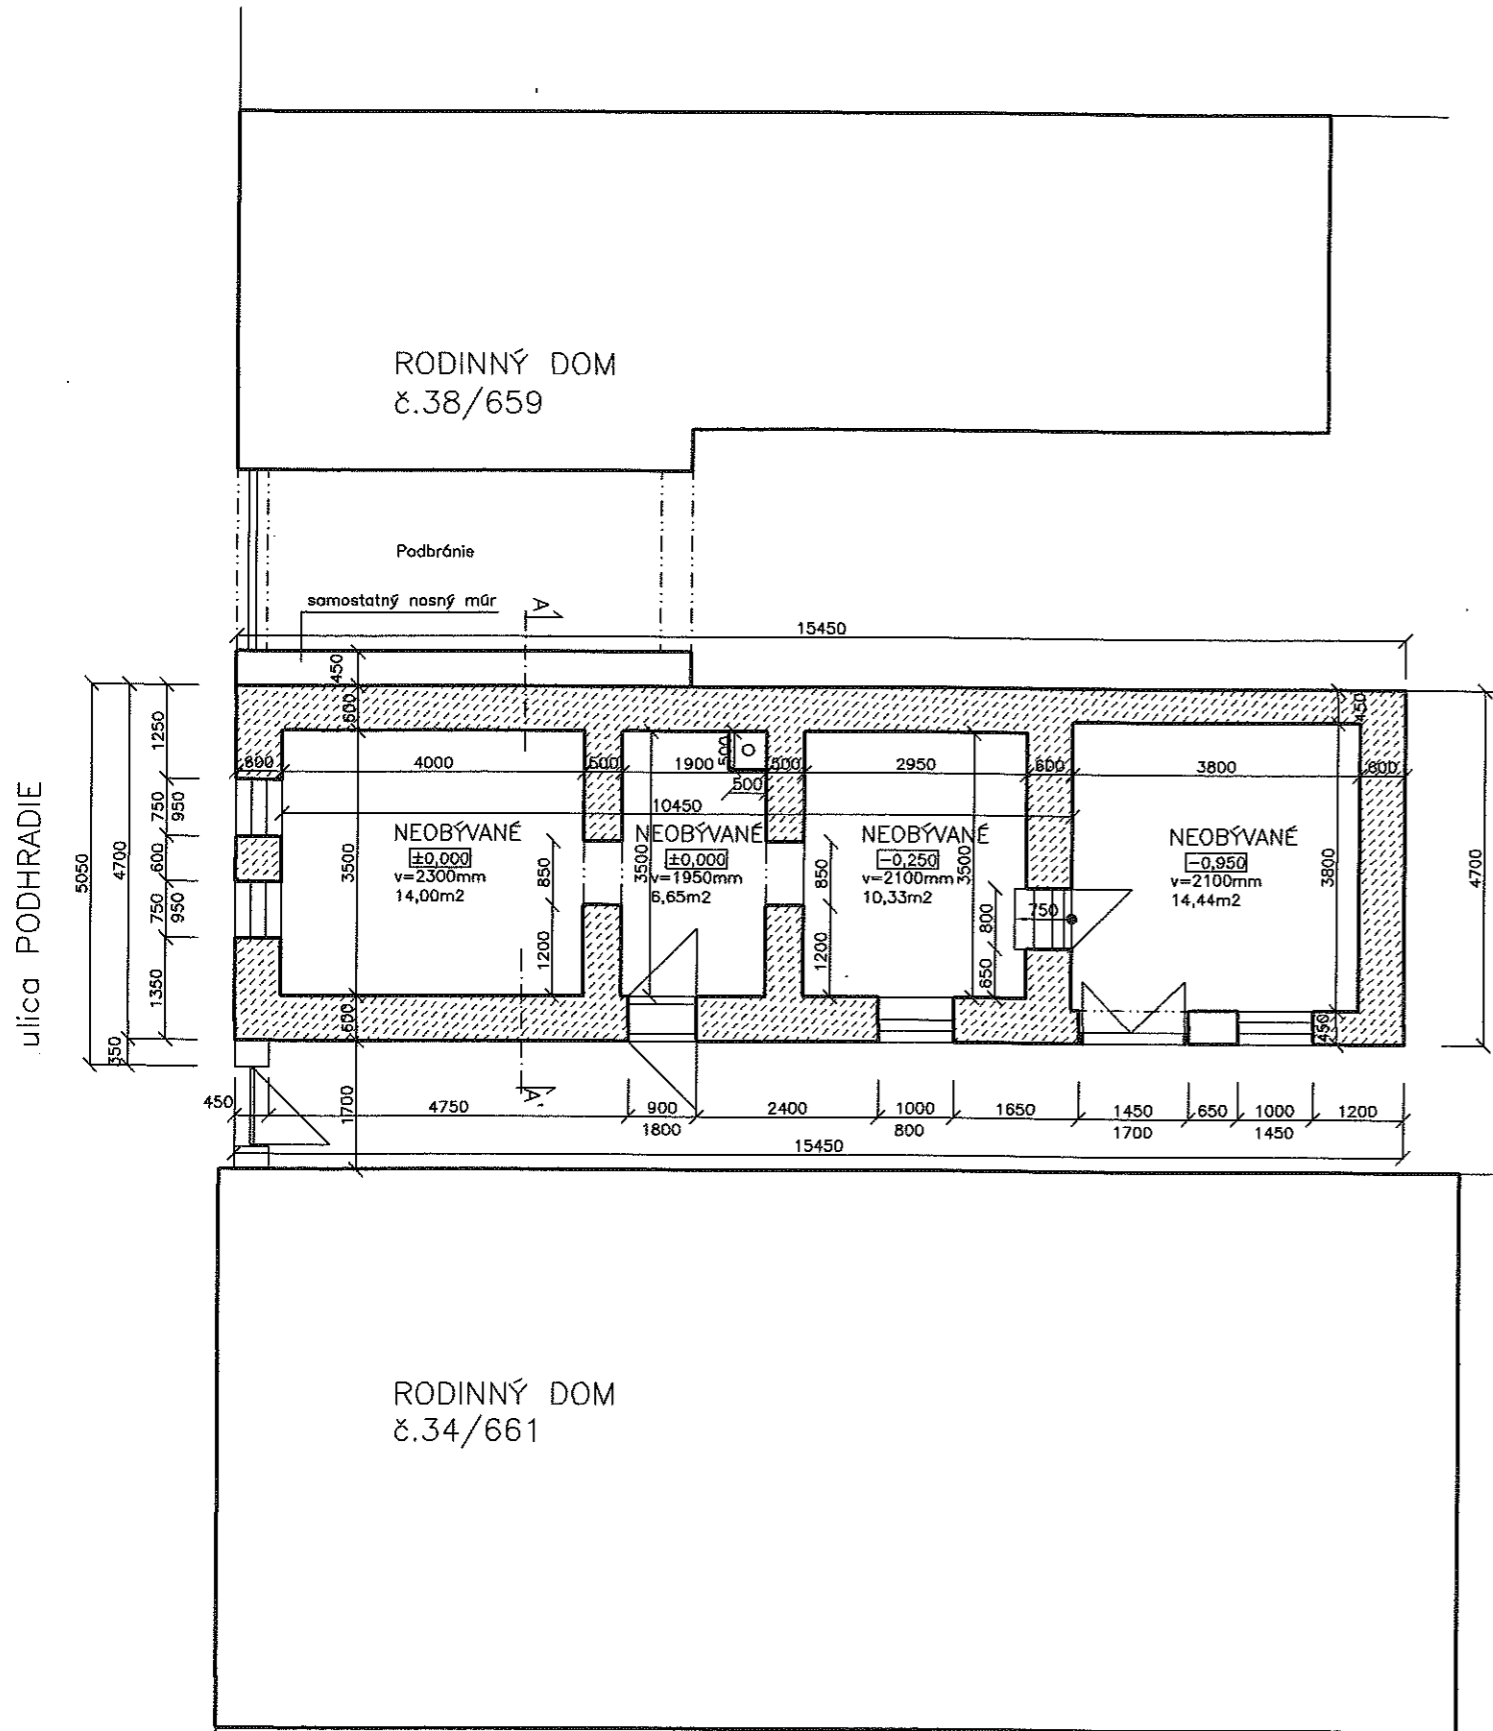 RODINNÝ DOM
č.38/659
Podbránie
samostatný nosný múr
A'
15450
450
600
450
1250
750
950
600
750
950
1350
350
4700
5050
ulica PODHRADIE
600
4000
500
1900
500
2950
600
3800
600
500
500
10450
4700
NEOBÝVANÉ
±0,000
v=2300mm
14,00m2
NEOBÝVANÉ
±0,000
v=1950mm
6,65m2
NEOBÝVANÉ
-0,250
v=2100mm
10,33m2
NEOBÝVANÉ
-0,950
v=2100mm
14,44m2
3500
850
1200
3500
850
1200
3500
750
800
650
3800
600
450
A'
1700
450
4750
900
2400
1000
1650
1450
650
1000
1200
1800
800
1700
1450
15450
RODINNÝ DOM
č.34/661